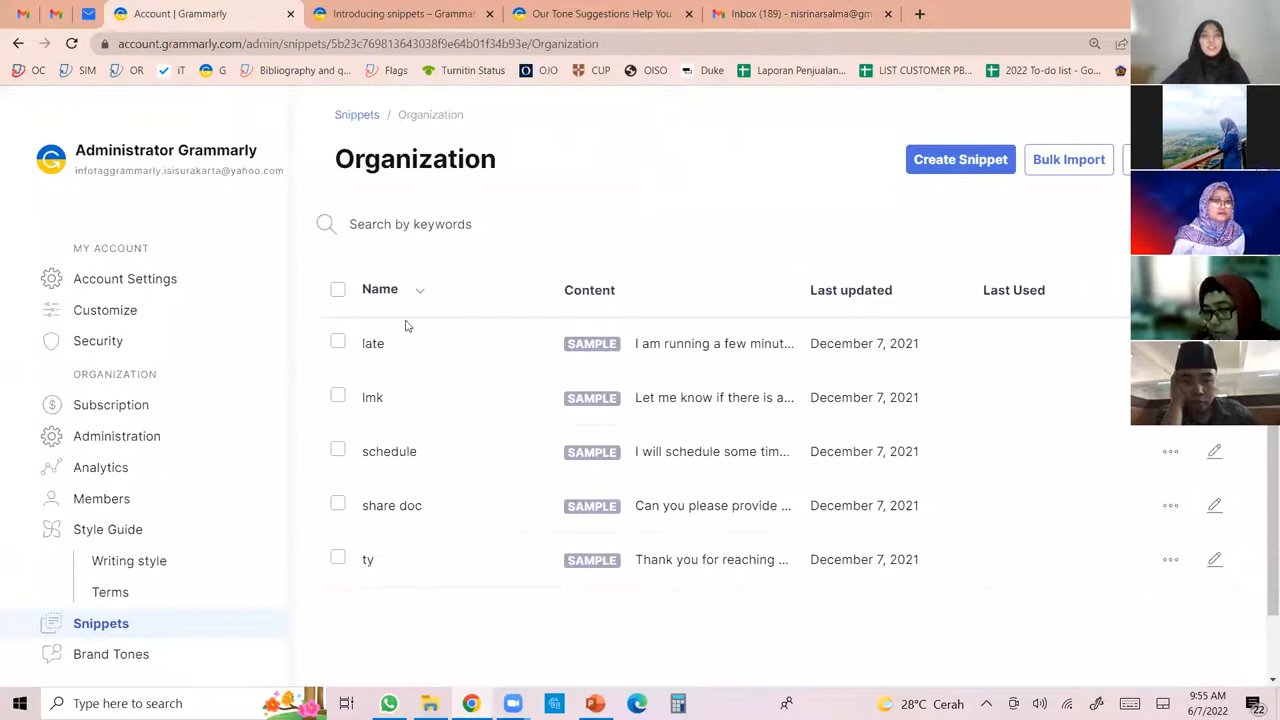 Account | Grammarly
Introducing snippets - Grammar
Our Tone Suggestions Help You
Inbox (189) - nisrinarsalma@gm
account.grammarly.com/admin/snippets/5b23c76981364308f9e64b01f34bb93e/Organization
OC
SIM
OR
iT
G
Bibliography and q...
Flags
Turnitin Status
OJO
CUP
OISO
Duke
Laporan Penjualan...
LIST CUSTOMER PB...
2022 To-do list - Go...
Snippets / Organization
Administrator Grammarly
infotaggrammarly.isisurakarta@yahoo.com
Organization
Create Snippet
Bulk Import
Search by keywords
MY ACCOUNT
Account Settings
Customize
Security
ORGANIZATION
Subscription
Administration
Analytics
Members
Style Guide
Writing style
Terms
Snippets
Brand Tones
Name Content Last updated Last Used
late SAMPLE I am running a few minut... December 7, 2021
lmk SAMPLE Let me know if there is a... December 7, 2021
schedule SAMPLE I will schedule some tim... December 7, 2021
share doc SAMPLE Can you please provide ... December 7, 2021
ty SAMPLE Thank you for reaching ... December 7, 2021
Type here to search
28°C Cerah
9:55 AM
6/7/2022
22